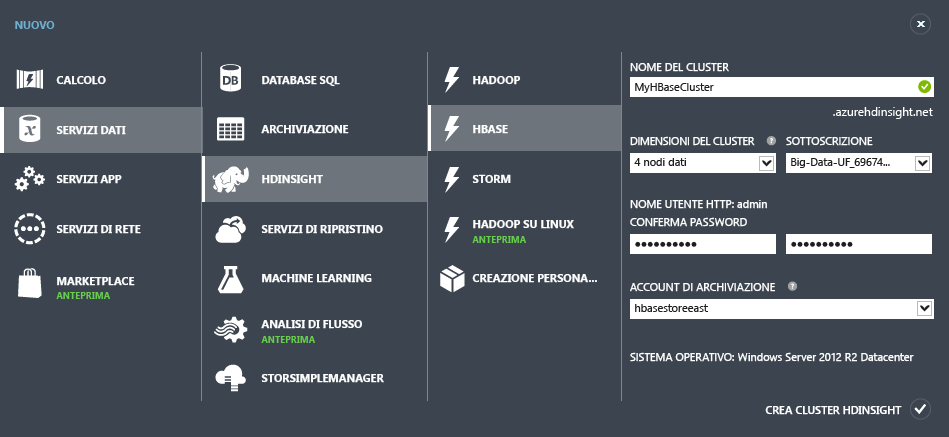 NUOVO
CALCOLO
SERVIZI DATI
SERVIZI APP
SERVIZI DI RETE
MARKETPLACE
ANTEPRIMA
DB
DATABASE SQL
ARCHIVIAZIONE
HDINSIGHT
SERVIZI DI RIPRISTINO
MACHINE LEARNING
ANALISI DI FLUSSO
ANTEPRIMA
STORSIMPLEMANAGER
HADOOP
HBASE
STORM
HADOOP SU LINUX
ANTEPRIMA
CREAZIONE PERSONA...
NOME DEL CLUSTER
MyHBaseCluster
.azurehdinsight.net
DIMENSIONI DEL CLUSTER ? SOTTOSCRIZIONE
4 nodi dati Big-Data-UF_69674...
NOME UTENTE HTTP: admin
CONFERMA PASSWORD
●●●●●●●●●● ●●●●●●●●●●
ACCOUNT DI ARCHIVIAZIONE ?
hbasestoreeast
SISTEMA OPERATIVO: Windows Server 2012 R2 Datacenter
CREA CLUSTER HDINSIGHT